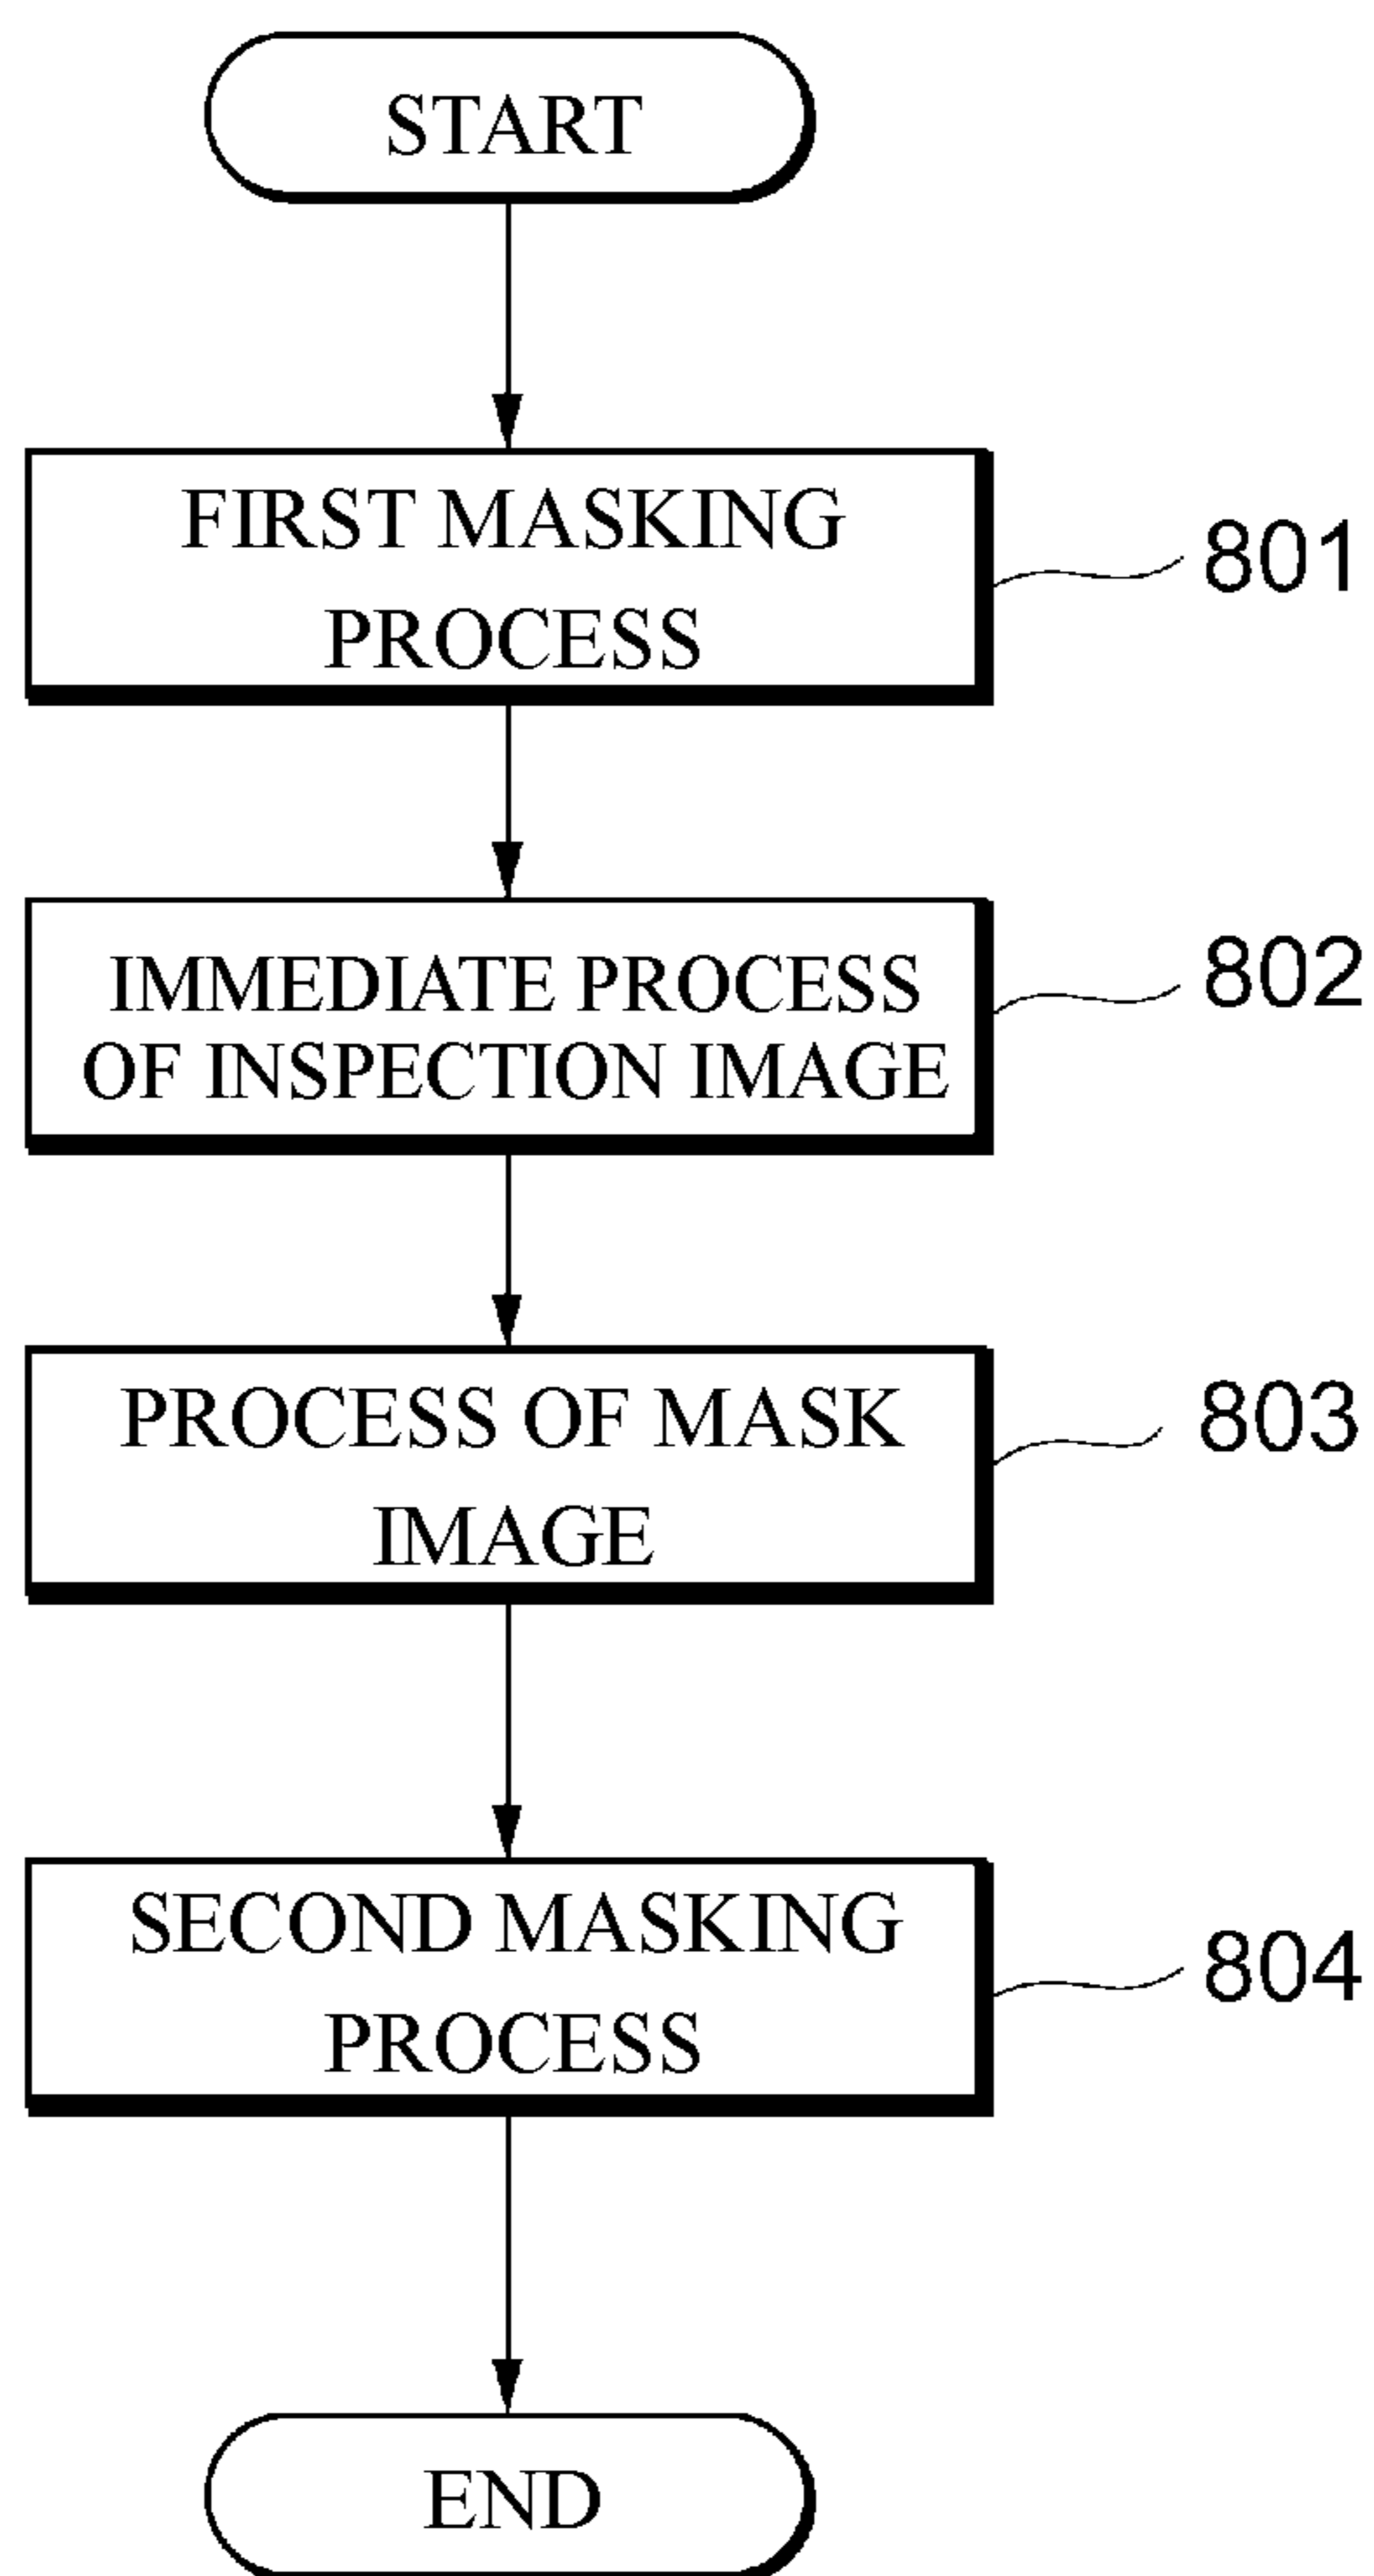 START
FIRST MASKING
PROCESS
801
IMMEDIATE PROCESS
OF INSPECTION IMAGE
802
PROCESS OF MASK
IMAGE
803
SECOND MASKING
PROCESS
804
END